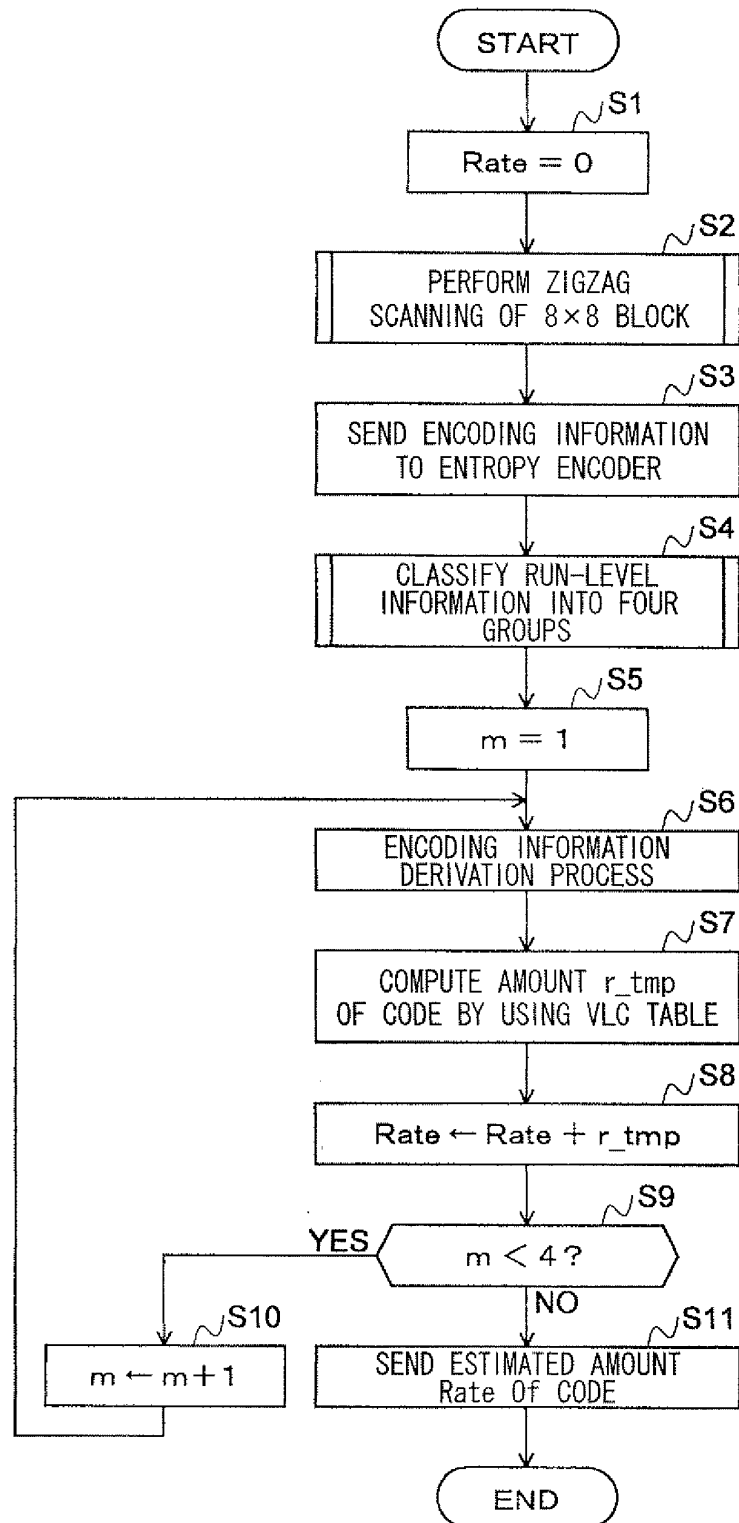 START
S1
Rate = 0
S2
PERFORM ZIGZAG
SCANNING OF 8×8 BLOCK
S3
SEND ENCODING INFORMATION
TO ENTROPY ENCODER
S4
CLASSIFY RUN-LEVEL
INFORMATION INTO FOUR
GROUPS
S5
m = 1
S6
ENCODING INFORMATION
DERIVATION PROCESS
S7
COMPUTE AMOUNT r_tmp
OF CODE BY USING VLC TABLE
S8
Rate ← Rate + r_tmp
S9
YES
m < 4?
NO
S10
m ← m+1
S11
SEND ESTIMATED AMOUNT
Rate Of CODE
END